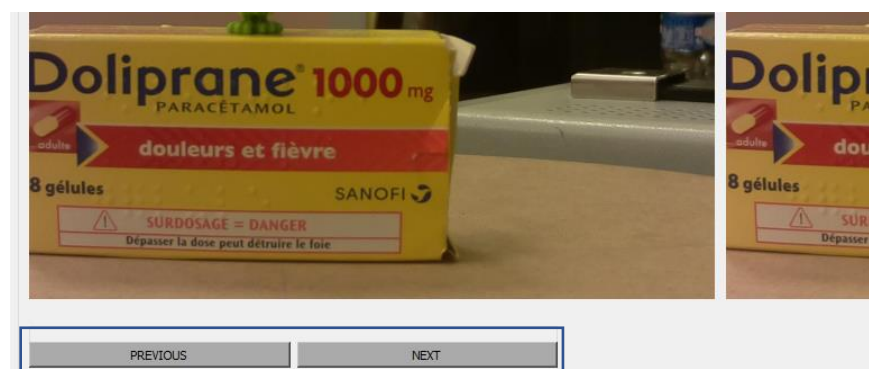 Doliprane® 1000 mg
PARACÉTAMOL
adulte
douleurs et fièvre
8 gélules
SANOFI
SURDOSAGE = DANGER
Dépasser la dose peut détruire le foie
Dolipr
PA
adulte
dou
8 gélules
SUR
Dépasser
PREVIOUS
NEXT